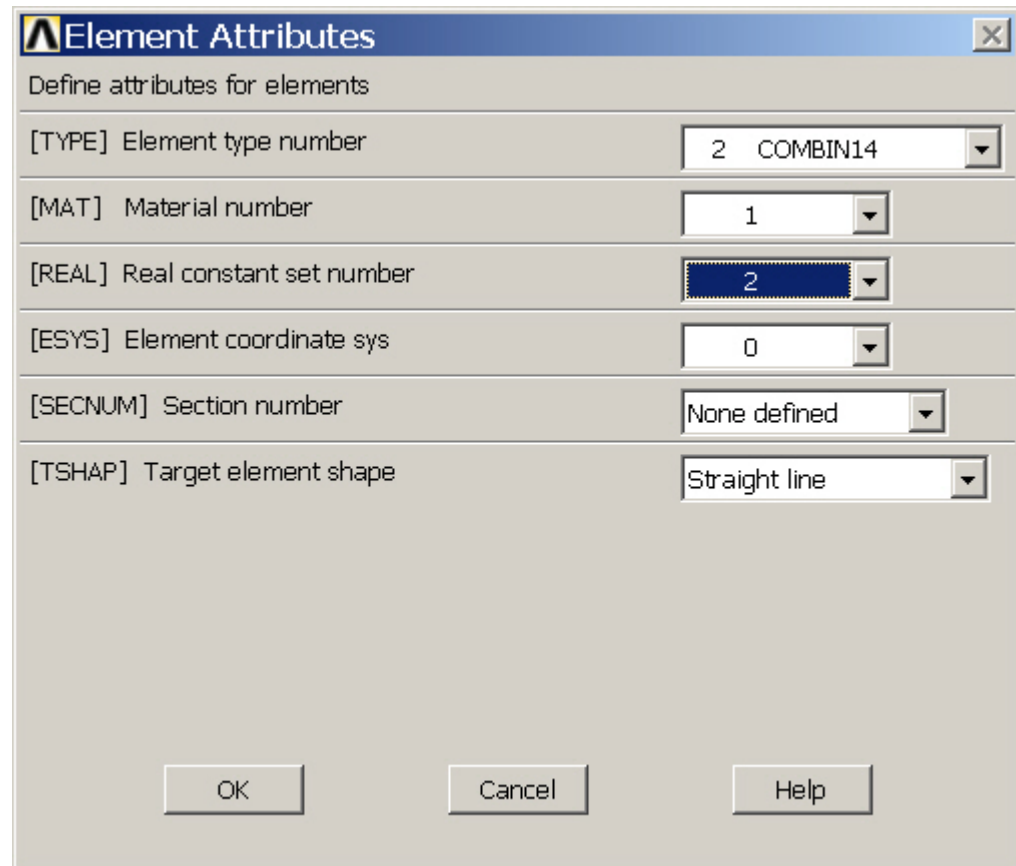 Element Attributes
Define attributes for elements
[TYPE] Element type number 2 COMBIN14
[MAT] Material number 1
[REAL] Real constant set number 2
[ESYS] Element coordinate sys 0
[SECNUM] Section number None defined
[TSHAP] Target element shape Straight line
OK Cancel Help